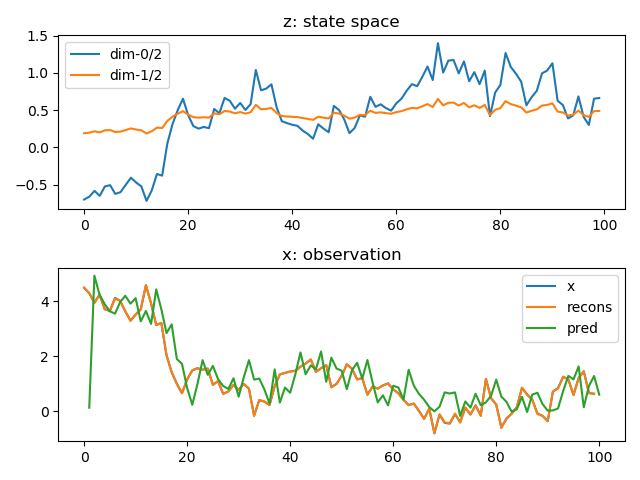 z: state space
1.5
1.0
0.5
0.0
−0.5
dim-0/2
dim-1/2
0 20 40 60 80 100
x: observation
4
2
0
x
recons
pred
0 20 40 60 80 100